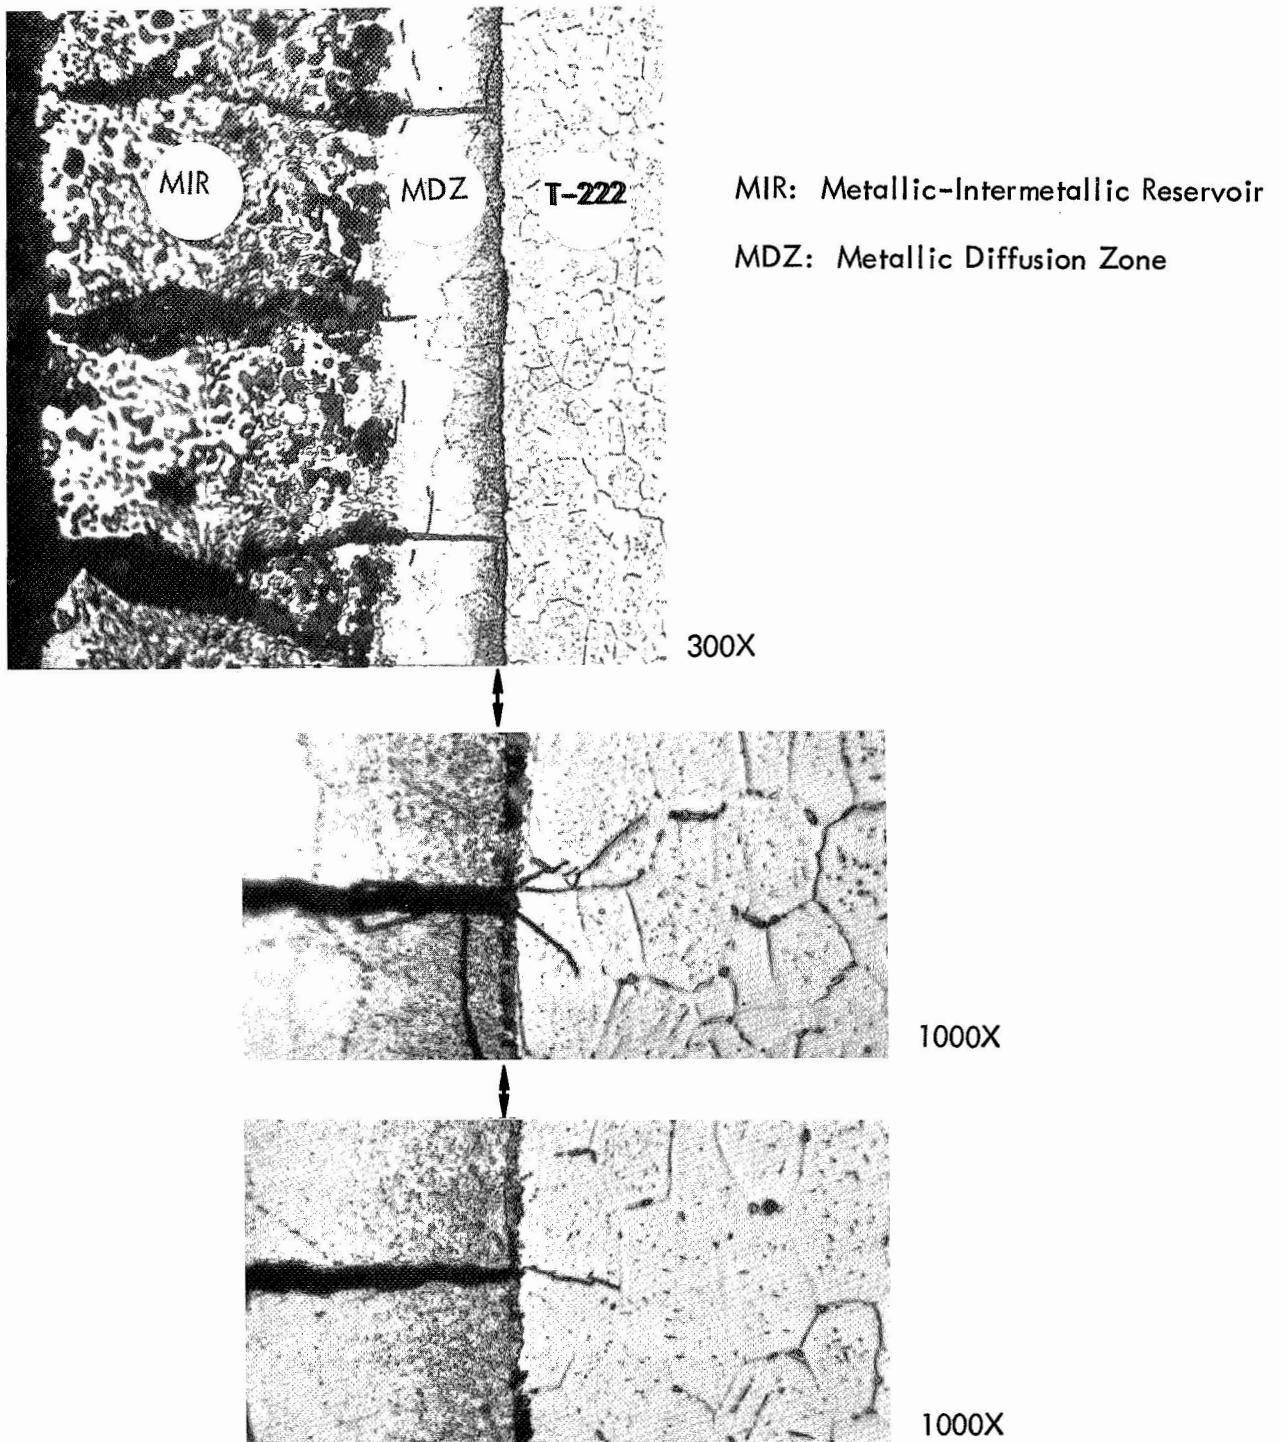 MIR
MDZ
T-222
MIR: Metallic-Intermetallic Reservoir
MDZ: Metallic Diffusion Zone
300X
1000X
1000X